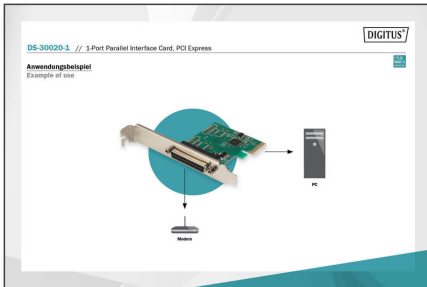 DIGITUS®
DS-30020-1 // 1-Port Parallel Interface Card, PCI Express
Anwendungsbeispiel
Example of use
PC
Modem